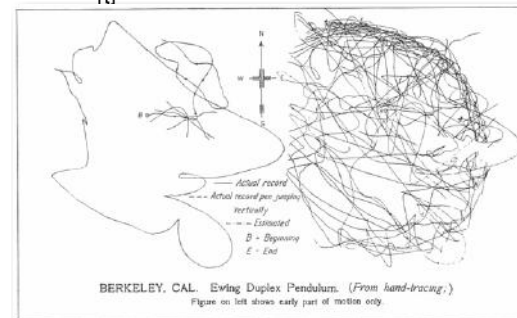 N
W
E
S
B
Actual record
Actual record pen jumping
vertically
Estimated
B = Beginning
E = End
BERKELEY, CAL. Ewing Duplex Pendulum. (From hand-tracing.)
Figure on left shows early part of motion only.